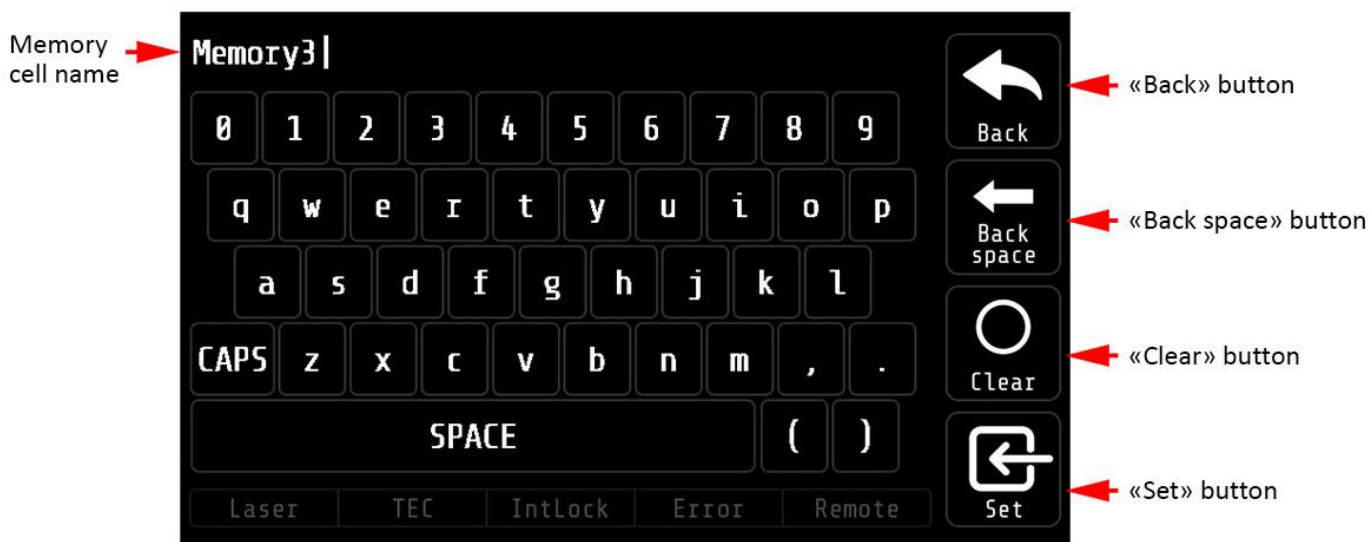 Memory
cell name
Memory3
0 1 2 3 4 5 6 7 8 9
q w e r t y u i o p
a s d f g h j k l
CAPS z x c v b n m , .
SPACE ( )
Laser TEC IntLock Error Remote
Back
«Back» button
Back
space
«Back space» button
Clear
«Clear» button
Set
«Set» button